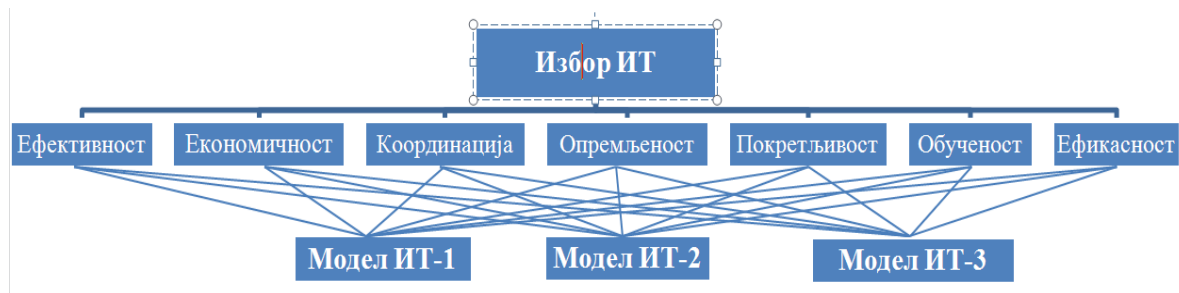 Избор ИТ
Ефективност
Економичност
Координација
Опремљеност
Покретљивост
Обученост
Ефикасност
Модел ИТ-1
Модел ИТ-2
Модел ИТ-3